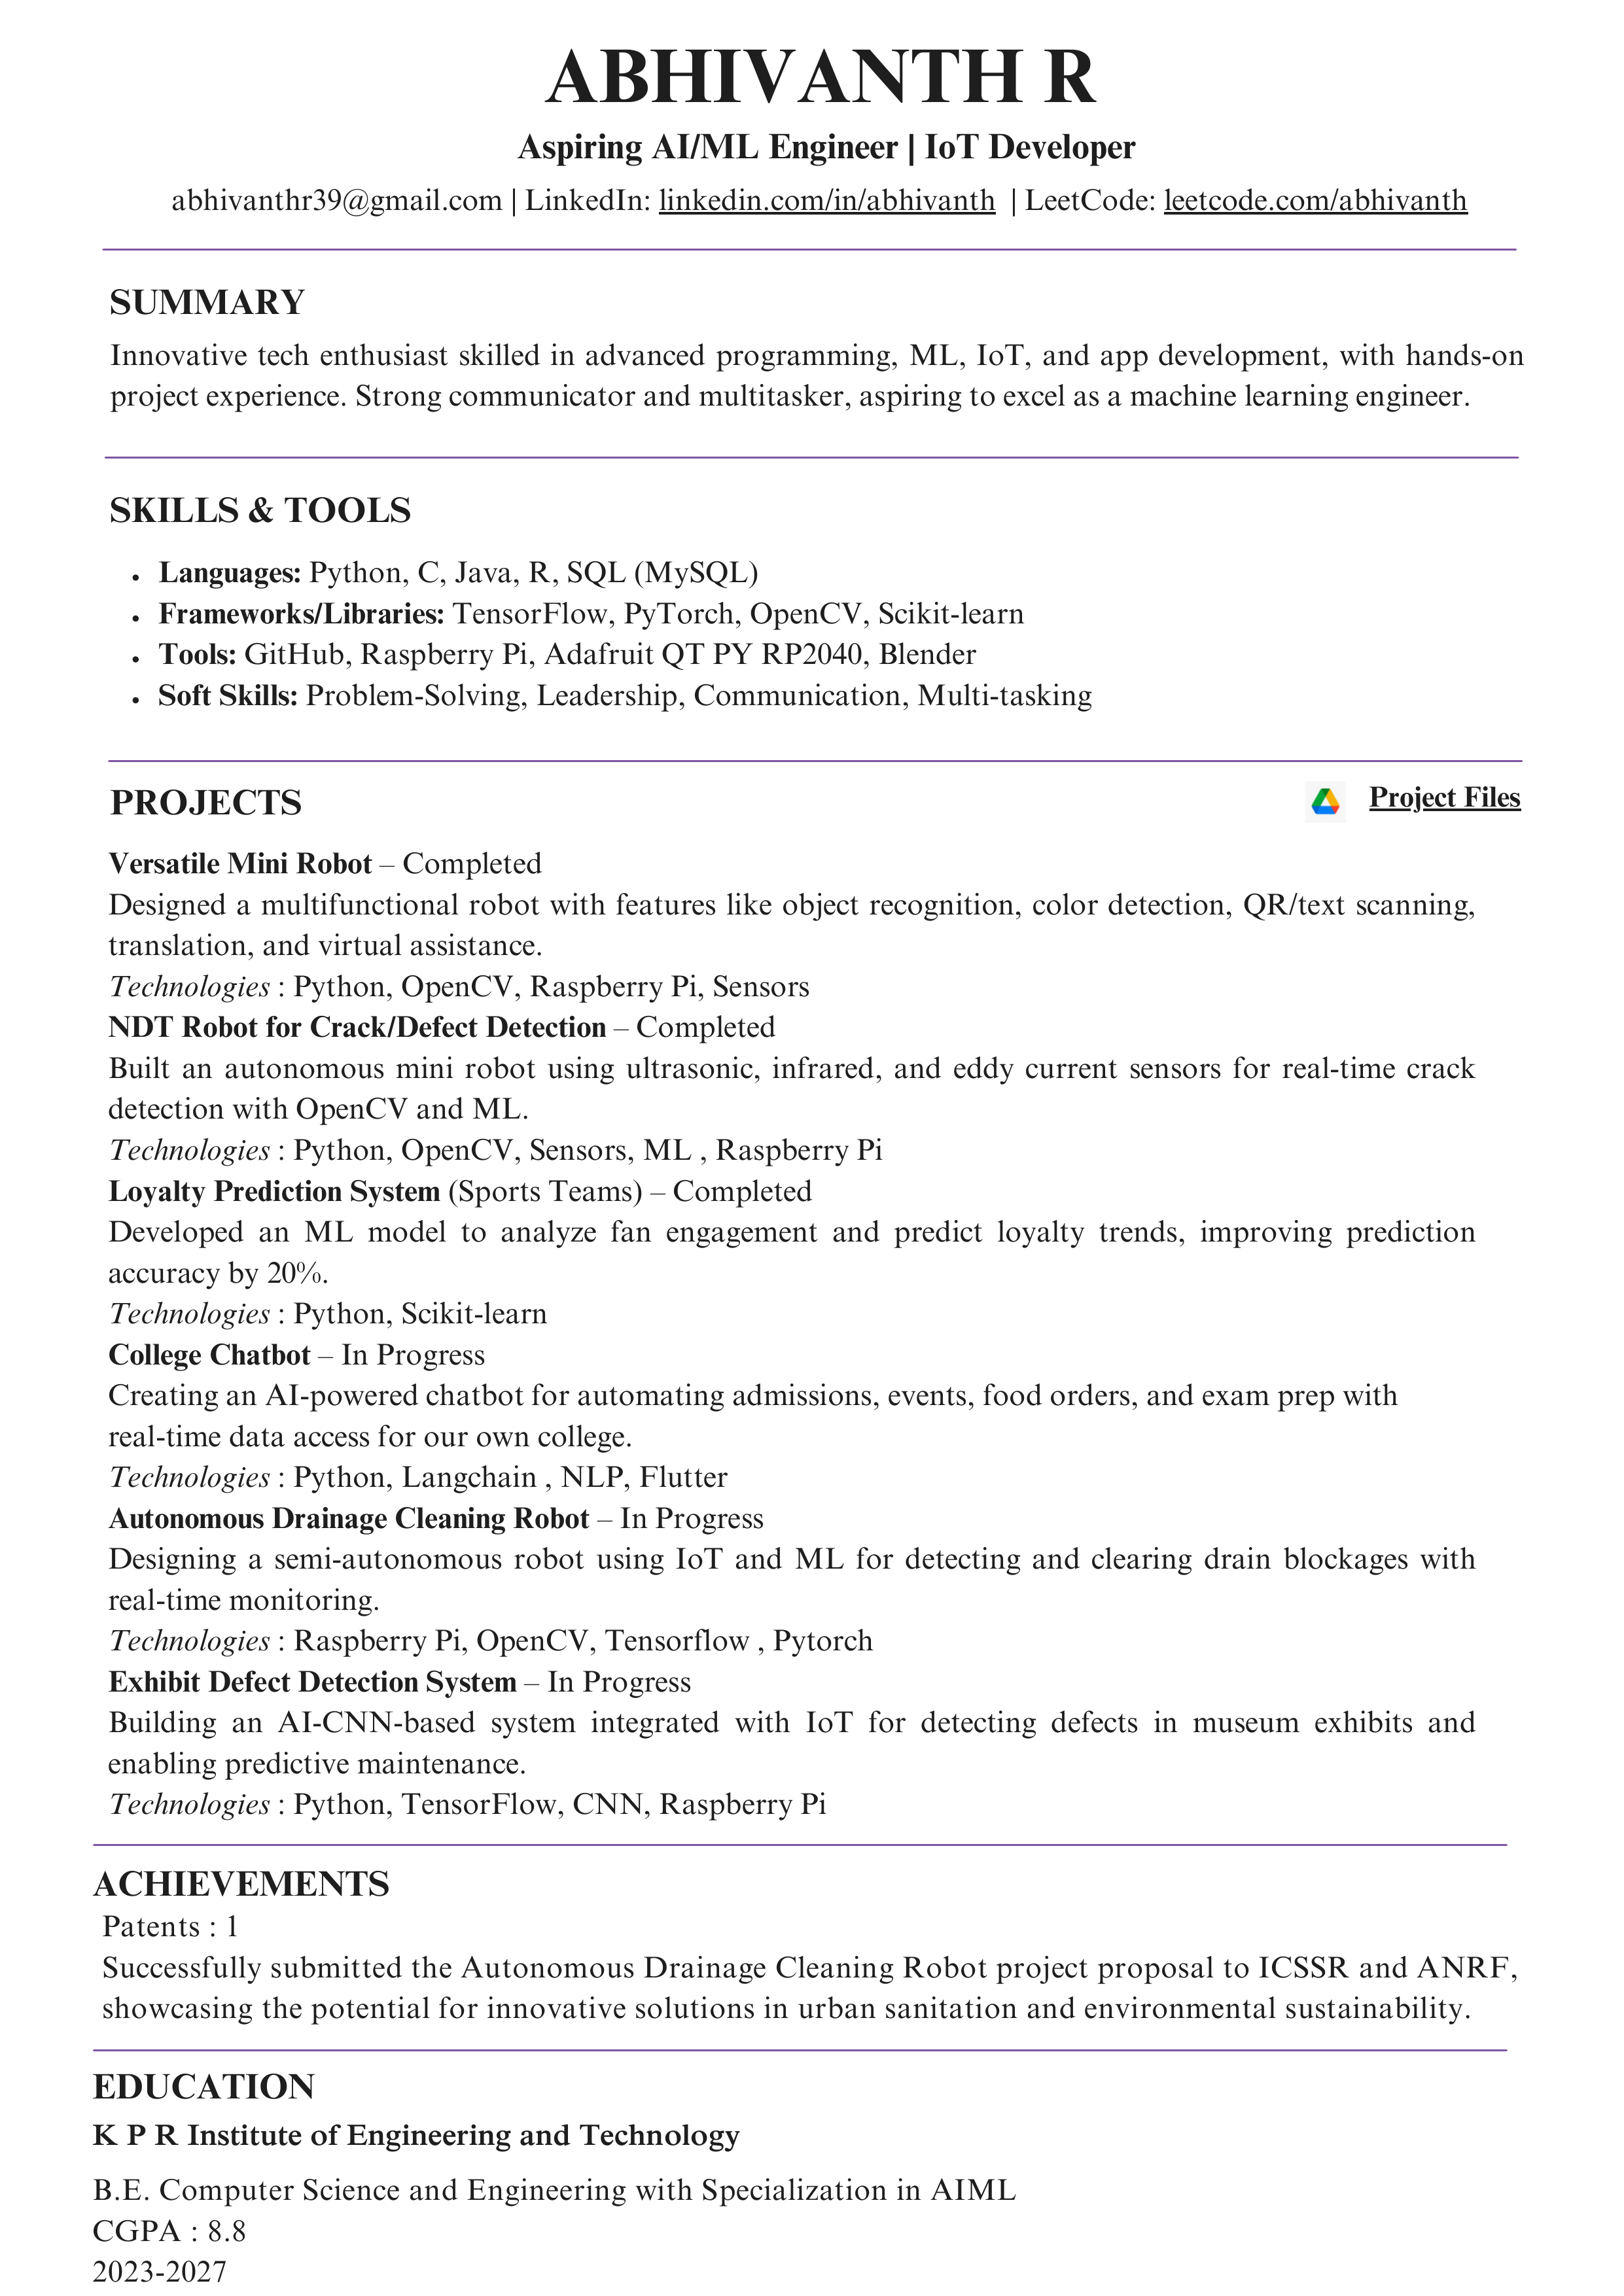 ABHIVANTH R
Aspiring AI/ML Engineer | IoT Developer
abhivanthr39@gmail.com | LinkedIn: linkedin.com/in/abhivanth | LeetCode: leetcode.com/abhivanth
SUMMARY
Innovative tech enthusiast skilled in advanced programming, ML, IoT, and app development, with hands-on
project experience. Strong communicator and multitasker, aspiring to excel as a machine learning engineer.
SKILLS & TOOLS
• Languages: Python, C, Java, R, SQL (MySQL)
• Frameworks/Libraries: TensorFlow, PyTorch, OpenCV, Scikit-learn
• Tools: GitHub, Raspberry Pi, Adafruit QT PY RP2040, Blender
• Soft Skills: Problem-Solving, Leadership, Communication, Multi-tasking
PROJECTS
Project Files
Versatile Mini Robot – Completed
Designed a multifunctional robot with features like object recognition, color detection, QR/text scanning,
translation, and virtual assistance.
Technologies : Python, OpenCV, Raspberry Pi, Sensors
NDT Robot for Crack/Defect Detection – Completed
Built an autonomous mini robot using ultrasonic, infrared, and eddy current sensors for real-time crack
detection with OpenCV and ML.
Technologies : Python, OpenCV, Sensors, ML , Raspberry Pi
Loyalty Prediction System (Sports Teams) – Completed
Developed an ML model to analyze fan engagement and predict loyalty trends, improving prediction
accuracy by 20%.
Technologies : Python, Scikit-learn
College Chatbot – In Progress
Creating an AI-powered chatbot for automating admissions, events, food orders, and exam prep with
real-time data access for our own college.
Technologies : Python, Langchain , NLP, Flutter
Autonomous Drainage Cleaning Robot – In Progress
Designing a semi-autonomous robot using IoT and ML for detecting and clearing drain blockages with
real-time monitoring.
Technologies : Raspberry Pi, OpenCV, Tensorflow , Pytorch
Exhibit Defect Detection System – In Progress
Building an AI-CNN-based system integrated with IoT for detecting defects in museum exhibits and
enabling predictive maintenance.
Technologies : Python, TensorFlow, CNN, Raspberry Pi
ACHIEVEMENTS
Patents : 1
Successfully submitted the Autonomous Drainage Cleaning Robot project proposal to ICSSR and ANRF,
showcasing the potential for innovative solutions in urban sanitation and environmental sustainability.
EDUCATION
K P R Institute of Engineering and Technology
B.E. Computer Science and Engineering with Specialization in AIML
CGPA : 8.8
2023-2027